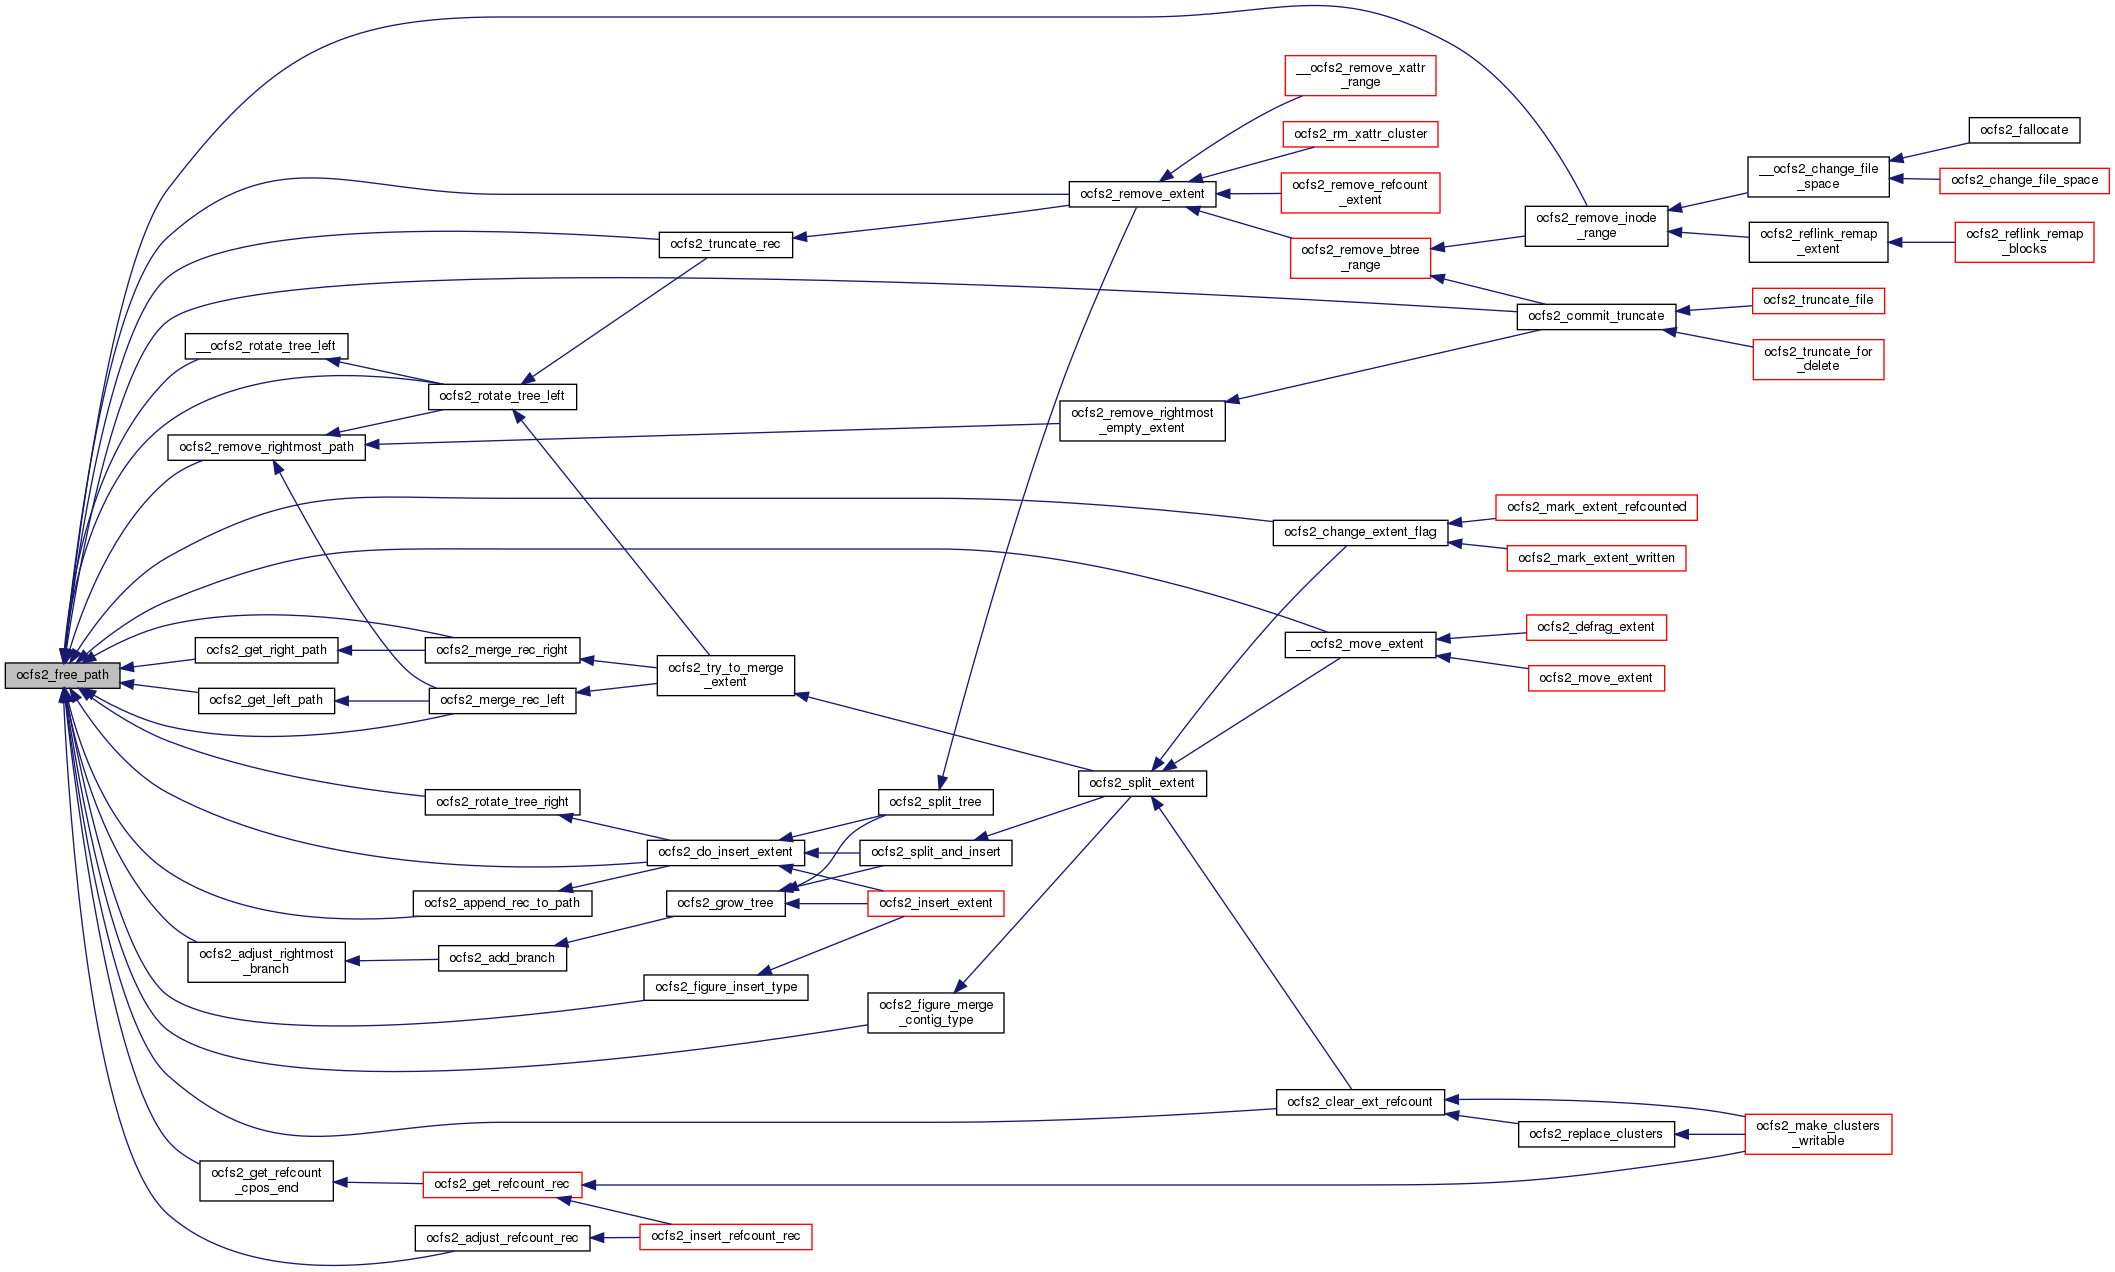 __ocfs2_remove_xattr
_range
ocfs2_fallocate
ocfs2_rm_xattr_cluster
__ocfs2_change_file
_space
ocfs2_change_file_space
ocfs2_remove_extent
ocfs2_remove_refcount
_extent
ocfs2_remove_inode
_range
ocfs2_truncate_rec
ocfs2_remove_btree
_range
ocfs2_reflink_remap
_extent
ocfs2_reflink_remap
_blocks
ocfs2_truncate_file
ocfs2_commit_truncate
__ocfs2_rotate_tree_left
ocfs2_truncate_for
_delete
ocfs2_rotate_tree_left
ocfs2_remove_rightmost
_empty_extent
ocfs2_remove_rightmost_path
ocfs2_mark_extent_refcounted
ocfs2_change_extent_flag
ocfs2_mark_extent_written
ocfs2_defrag_extent
__ocfs2_move_extent
ocfs2_get_right_path
ocfs2_merge_rec_right
ocfs2_free_path
ocfs2_try_to_merge
_extent
ocfs2_move_extent
ocfs2_get_left_path
ocfs2_merge_rec_left
ocfs2_split_extent
ocfs2_rotate_tree_right
ocfs2_split_tree
ocfs2_do_insert_extent
ocfs2_split_and_insert
ocfs2_append_rec_to_path
ocfs2_grow_tree
ocfs2_insert_extent
ocfs2_adjust_rightmost
_branch
ocfs2_add_branch
ocfs2_figure_insert_type
ocfs2_figure_merge
_contig_type
ocfs2_clear_ext_refcount
ocfs2_replace_clusters
ocfs2_make_clusters
_writable
ocfs2_get_refcount
_cpos_end
ocfs2_get_refcount_rec
ocfs2_adjust_refcount_rec
ocfs2_insert_refcount_rec